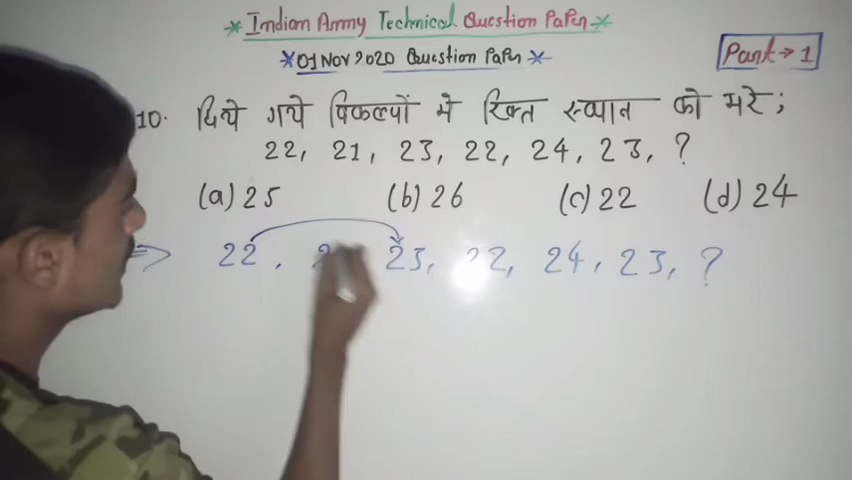 Indian Army Technical Question Paper
01 Nov 2020 Question Paper
Part → 1
10. दिये गये विकल्पों मे रिक्त स्थान को भरे;
22, 21, 23, 22, 24, 23, ?
(a) 25 (b) 26 (c) 22 (d) 24
⇒ 22, 23, 22, 24, 23, ?